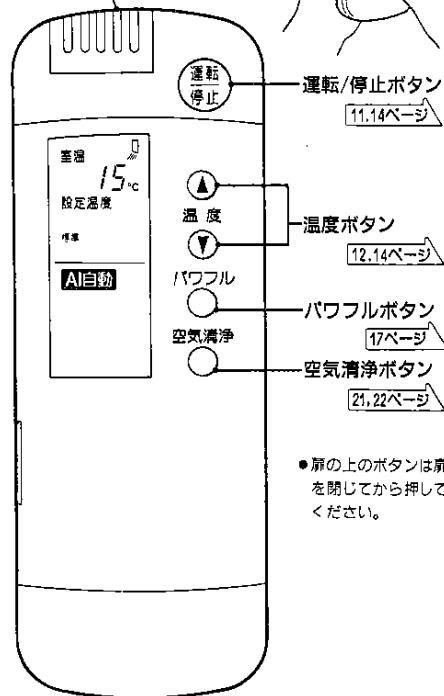 運転
停止
運転/停止ボタン
11,14ページ
室温
15℃
設定温度
標準
AI自動
▲
温度
▼
温度ボタン
12,14ページ
パワフル
パワフルボタン
17ページ
空気清浄
空気清浄ボタン
21,22ページ
●扉の上のボタンは扉
を閉じてから押して
ください。